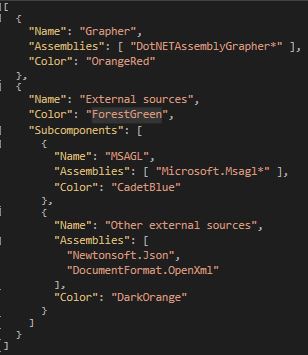 [
  {
    "Name": "Grapher",
    "Assemblies": [ "DotNETAssemblyGrapher*" ],
    "Color": "OrangeRed"
  },
  {
    "Name": "External sources",
    "Color": "ForestGreen",
    "Subcomponents": [
      {
        "Name": "MSAGL",
        "Assemblies": [ "Microsoft.Msagl*" ],
        "Color": "CadetBlue"
      },
      {
        "Name": "Other external sources",
        "Assemblies": [
          "Newtonsoft.Json",
          "DocumentFormat.OpenXml"
        ],
        "Color": "DarkOrange"
      }
    ]
  }
]